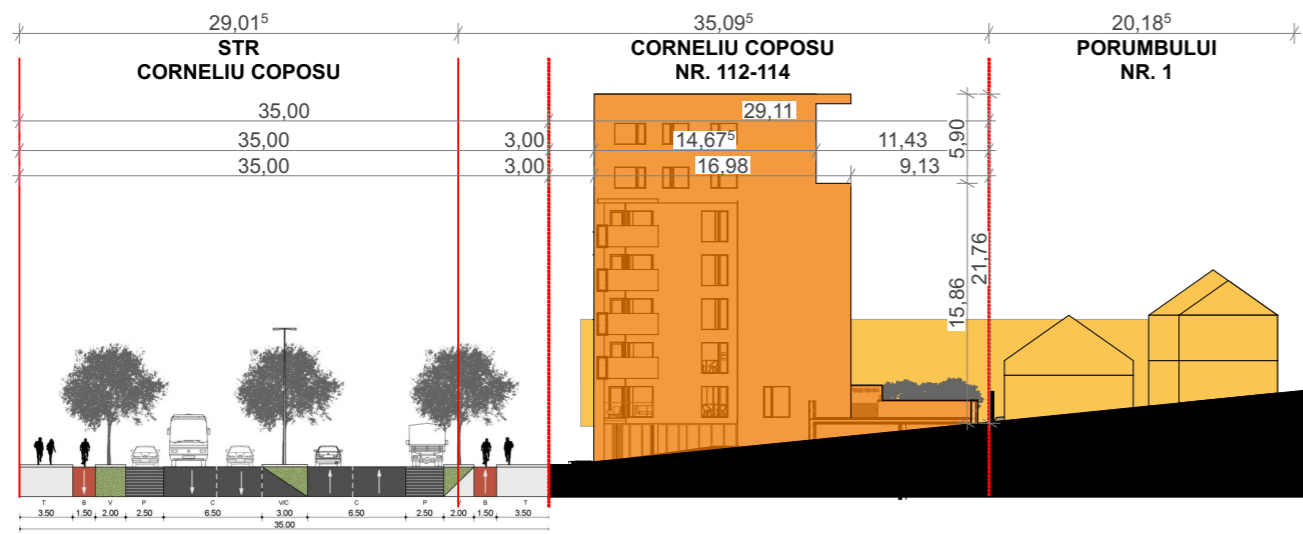 29,01⁵ 35,09⁵ 20,18⁵
STR
CORNELIU COPOSU
CORNELIU COPOSU
NR. 112-114
PORUMBULUI
NR. 1
35,00 29,11
35,00 3,00 14,67⁵ 11,43
35,00 3,00 16,98 9,13
5,90
21,76
15,86
T B V P C V/C C P V B T
3.50 1.50 2.00 2.50 6.50 3.00 6.50 2.50 2.00 1.50 3.50
35.00